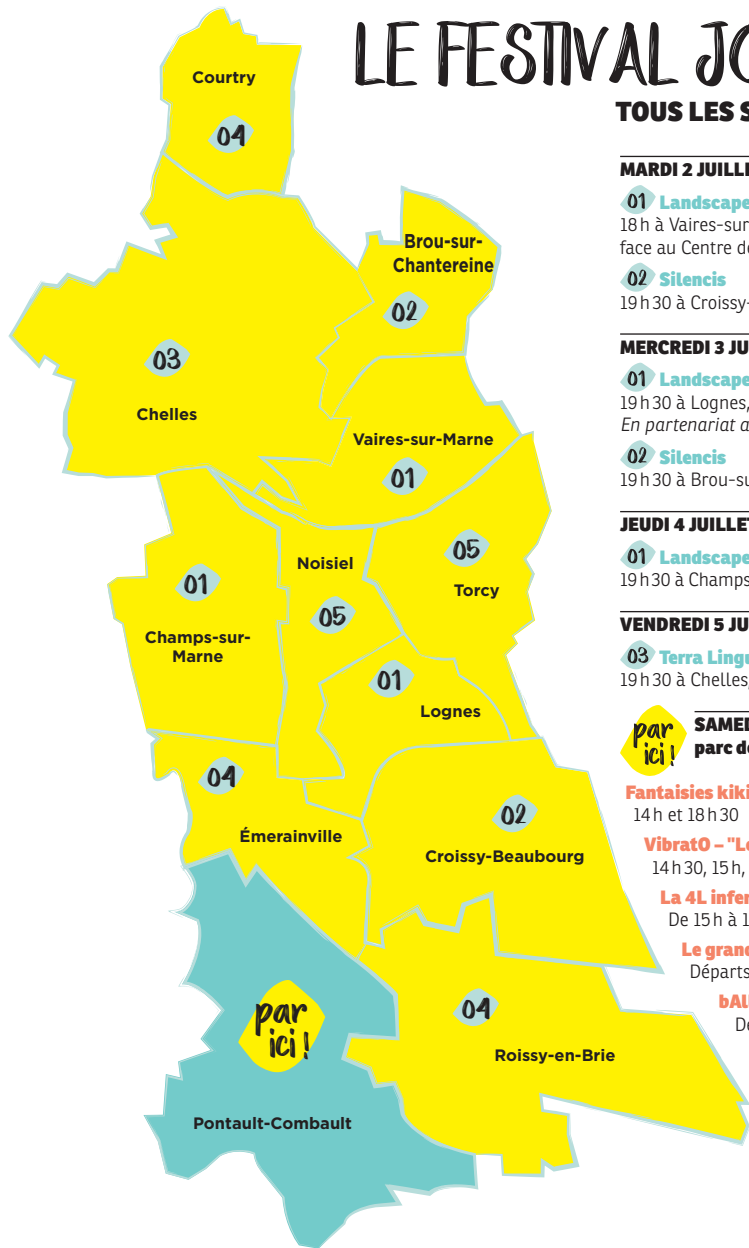 LE FESTIVAL JO
TOUS LES S
MARDI 2 JUILL
01 Landscape
18 h à Vaires-sur
face au Centre d
02 Silencis
19 h 30 à Croissy-
MERCREDI 3 JU
01 Landscape
19 h 30 à Lognes,
En partenariat a
02 Silencis
19 h 30 à Brou-su
JEUDI 4 JUILLET
01 Landscape
19 h 30 à Champs
VENDREDI 5 JU
03 Terra Lingu
19 h 30 à Chelles,
par ici !
SAMED
parc de
Fantaisies kiki
14 h et 18 h 30
VibratO – "Le
14 h 30, 15 h,
La 4L infer
De 15 h à 1
Le grand
Départs
bAl
De
Courtry
04
Brou-sur-
Chantereine
02
03
Chelles
Vaires-sur-Marne
01
Noisiel
05
05
Torcy
01
Champs-sur-
Marne
01
Lognes
04
Émerainville
02
Croissy-Beaubourg
par
ici !
04
Roissy-en-Brie
Pontault-Combault